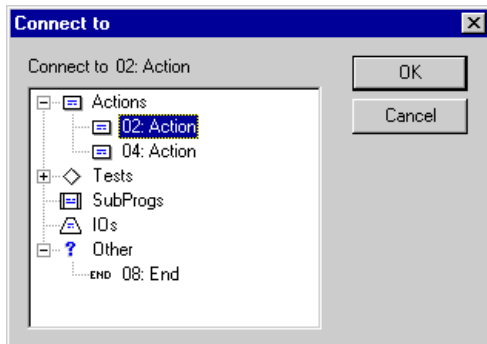 Connect to
Connect to 02: Action
OK
Actions
Cancel
02: Action
04: Action
Tests
SubProgs
IOs
? Other
END 08: End